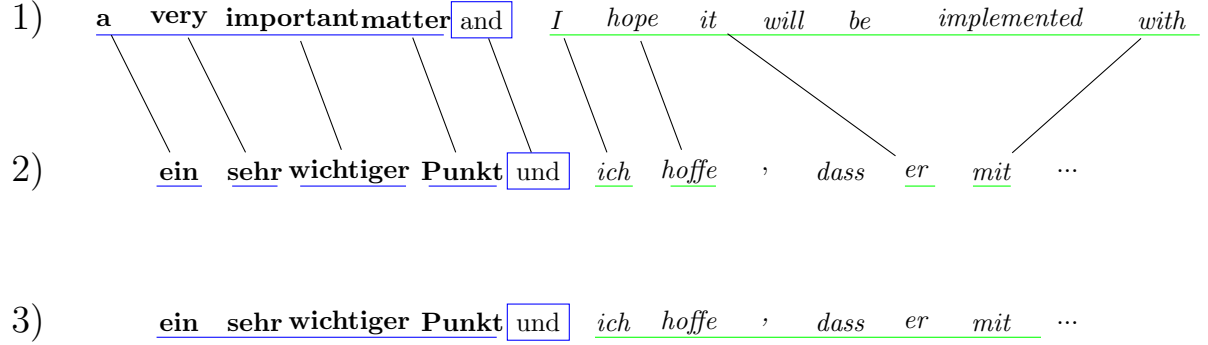 1) a very important matter and I hope it will be implemented with
2) ein sehr wichtiger Punkt und ich hoffe , dass er mit ...
3) ein sehr wichtiger Punkt und ich hoffe , dass er mit ...